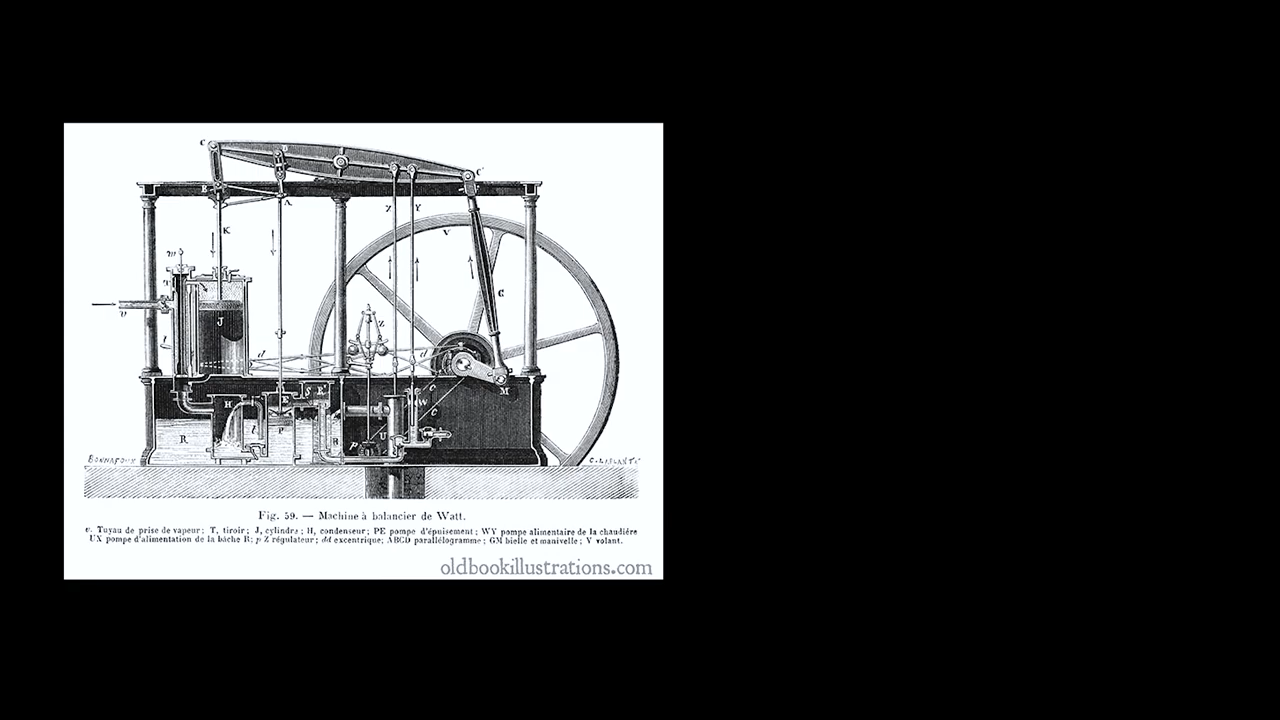 C
D
C'
B
A
Z
Y
K
V
m
T
G
v
J
Z
t
d
d
M
S
E'
E
H
W
c
C
R
l
P
R
p
U
BONNAFOUX
C. LAPLANTE
S
Fig. 59. — Machine à balancier de Watt.
v. Tuyau de prise de vapeur; T, tiroir; J, cylindre; H, condenseur; PE pompe d'épuisement; WY pompe alimentaire de la chaudière
UX pompe d'alimentation de la bâche R; p Z régulateur; dd excentrique; ABCD parallélogramme; GM bielle et manivelle; V volant.
oldbookillustrations.com